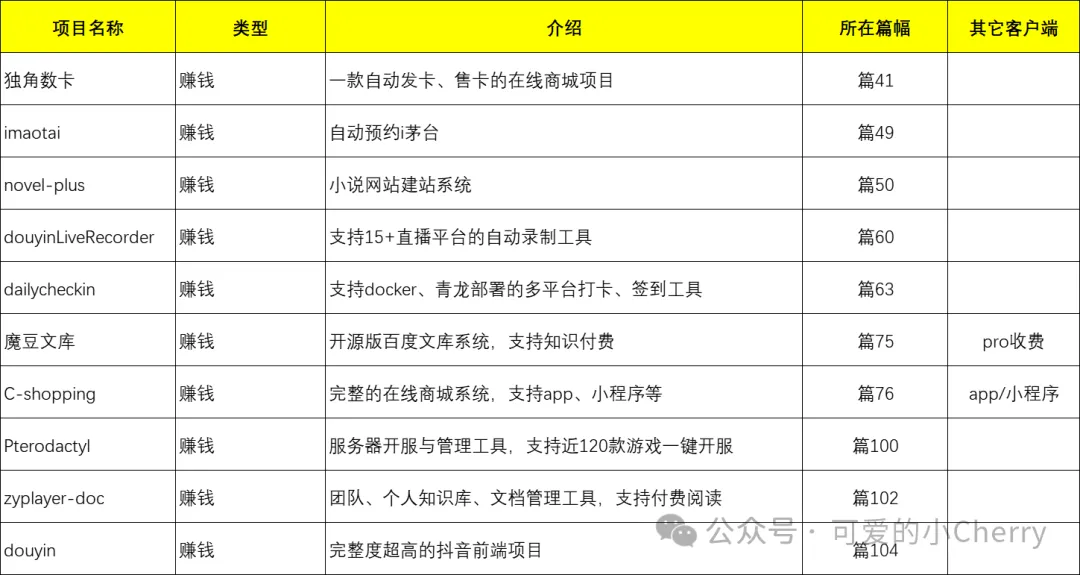 项目名称 类型 介绍 所在篇幅 其它客户端
独角数卡 赚钱 一款自动发卡、售卡的在线商城项目 篇41
imaotai 赚钱 自动预约i茅台 篇49
novel-plus 赚钱 小说网站建站系统 篇50
douyinLiveRecorder 赚钱 支持15+直播平台的自动录制工具 篇60
dailycheckin 赚钱 支持docker、青龙部署的多平台打卡、签到工具 篇63
魔豆文库 赚钱 开源版百度文库系统，支持知识付费 篇75 pro收费
C-shopping 赚钱 完整的在线商城系统，支持app、小程序等 篇76 app/小程序
Pterodactyl 赚钱 服务器开服与管理工具，支持近120款游戏一键开服 篇100
zyplayer-doc 赚钱 团队、个人知识库、文档管理工具，支持付费阅读 篇102
公众号·可爱的小Cherry
douyin 赚钱 完整度超高的抖音前端项目 篇104